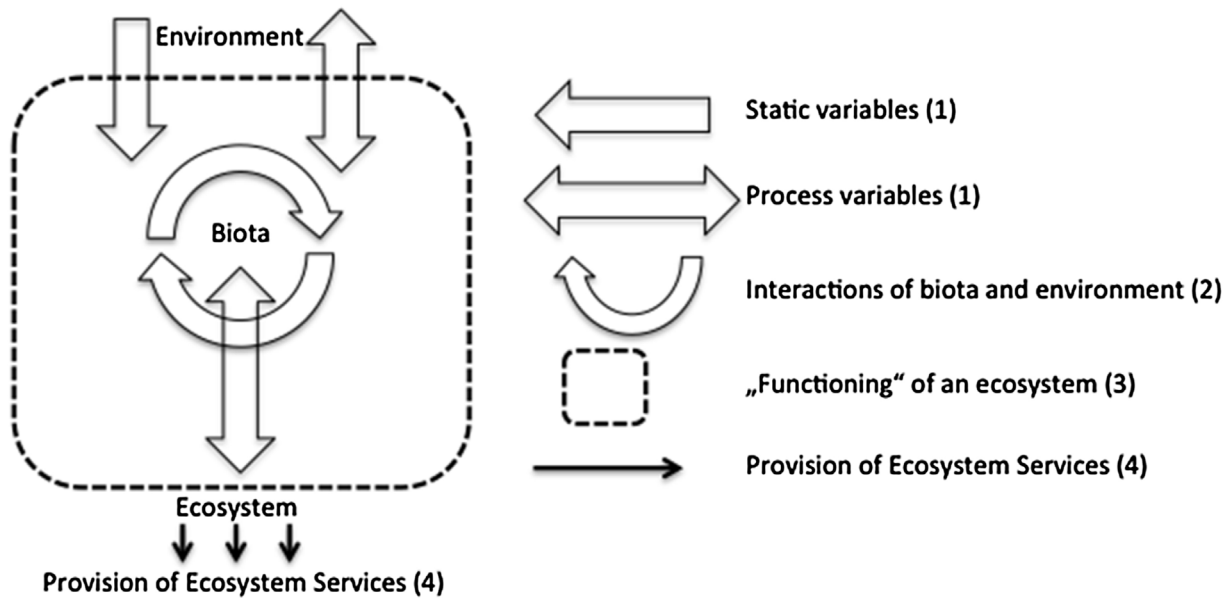 Environment
Biota
Ecosystem
Provision of Ecosystem Services (4)
Static variables (1)
Process variables (1)
Interactions of biota and environment (2)
„Functioning“ of an ecosystem (3)
Provision of Ecosystem Services (4)